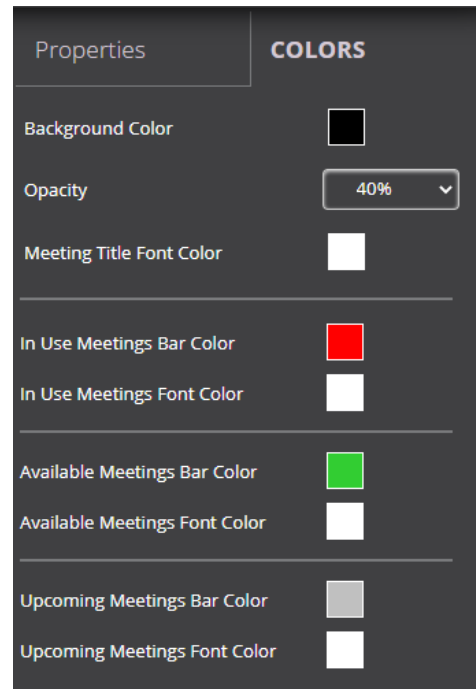 Properties COLORS
Background Color
Opacity 40%
Meeting Title Font Color
In Use Meetings Bar Color
In Use Meetings Font Color
Available Meetings Bar Color
Available Meetings Font Color
Upcoming Meetings Bar Color
Upcoming Meetings Font Color